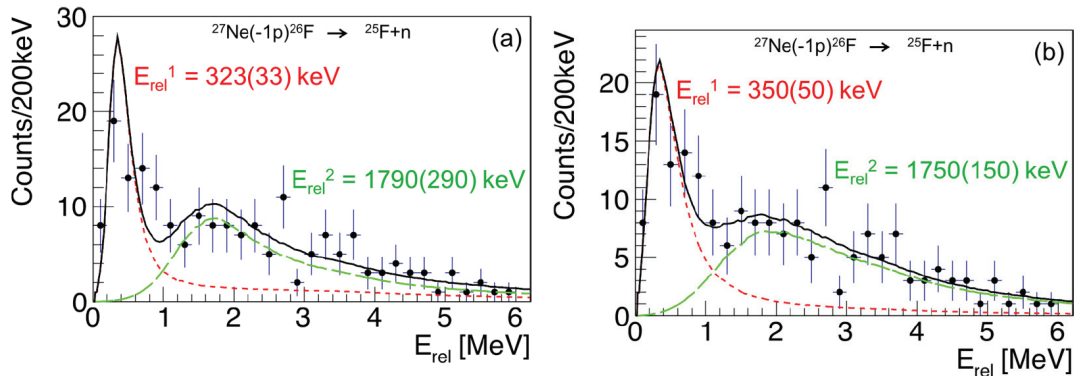 (a)
²⁷Ne(-1p)²⁶F → ²⁵F+n
E_rel¹ = 323(33) keV
E_rel² = 1790(290) keV
Counts/200keV
30
20
10
0
0 1 2 3 4 5 6
E_rel [MeV]
(b)
²⁷Ne(-1p)²⁶F → ²⁵F+n
E_rel¹ = 350(50) keV
E_rel² = 1750(150) keV
Counts/200keV
20
15
10
5
0
0 1 2 3 4 5 6
E_rel [MeV]